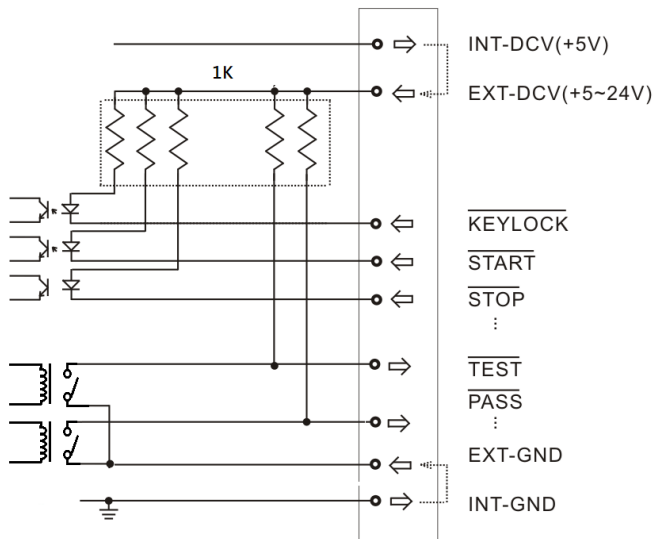 INT-DCV(+5V)
1K
EXT-DCV(+5~24V)
KEYLOCK
START
STOP
⋮
TEST
PASS
⋮
EXT-GND
INT-GND